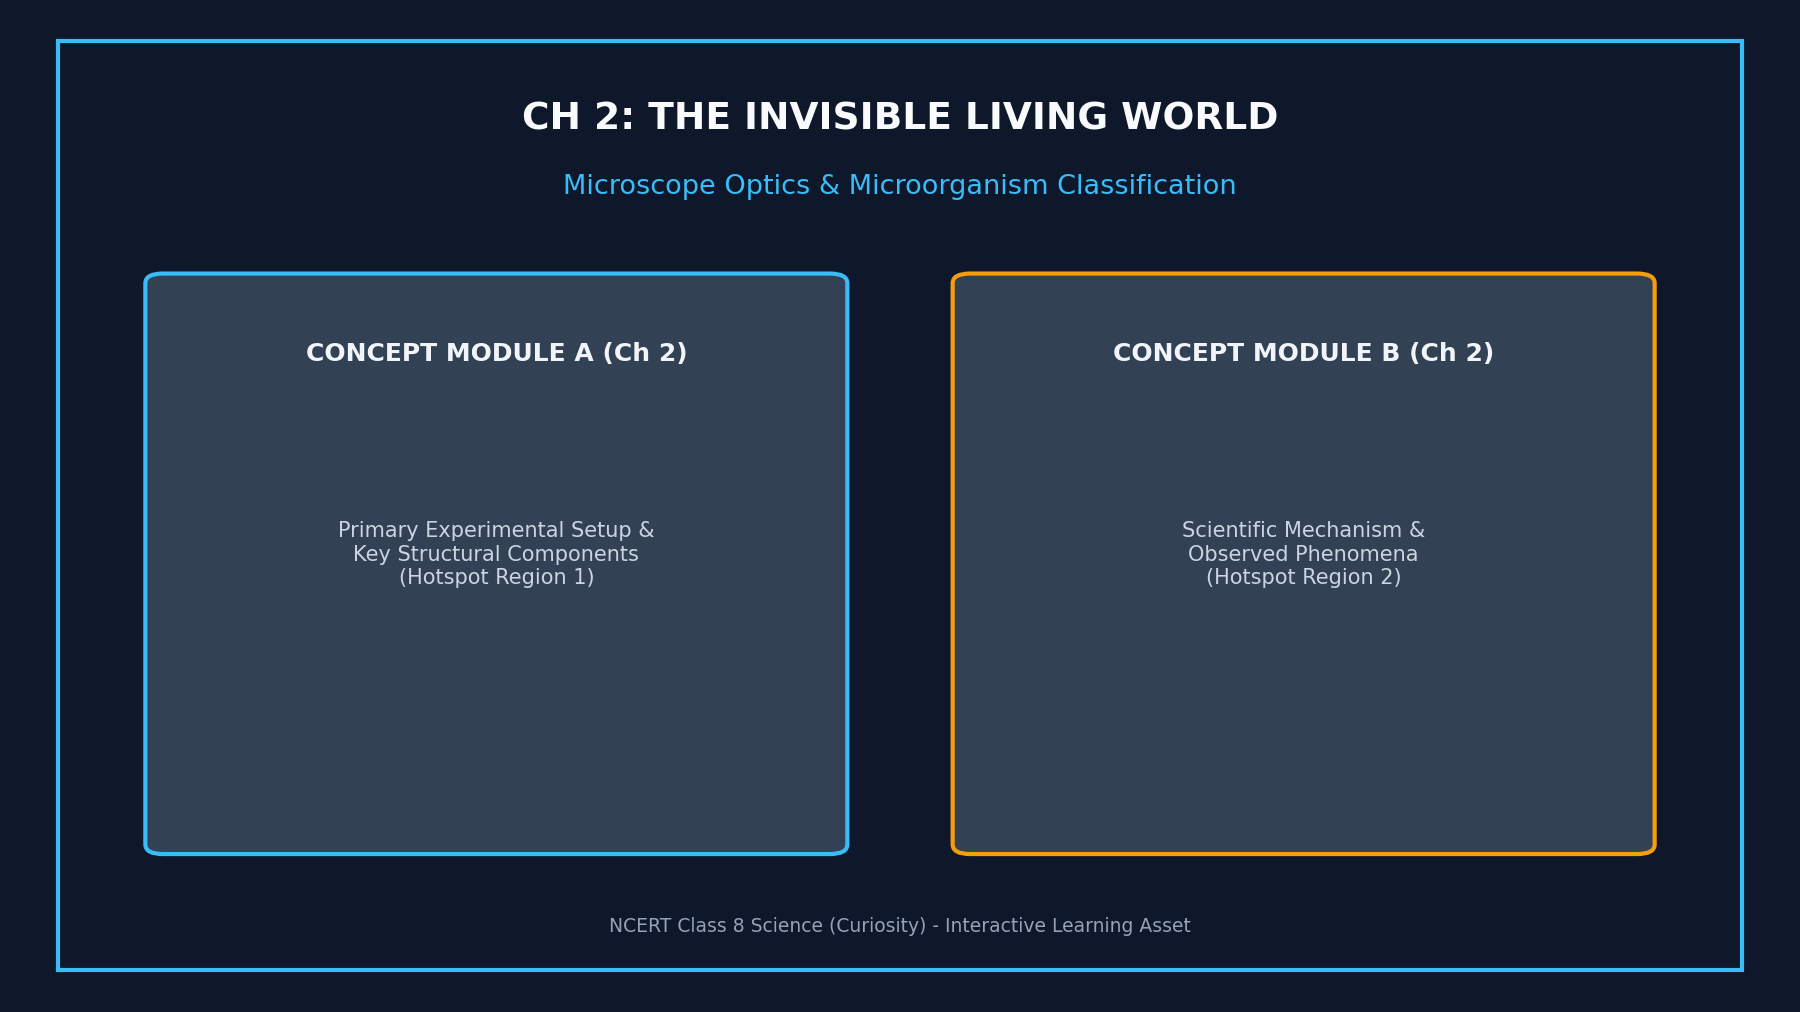 CH 2: THE INVISIBLE LIVING WORLD
Microscope Optics & Microorganism Classification
CONCEPT MODULE A (Ch 2)
Primary Experimental Setup &
Key Structural Components
(Hotspot Region 1)
CONCEPT MODULE B (Ch 2)
Scientific Mechanism &
Observed Phenomena
(Hotspot Region 2)
NCERT Class 8 Science (Curiosity) - Interactive Learning Asset